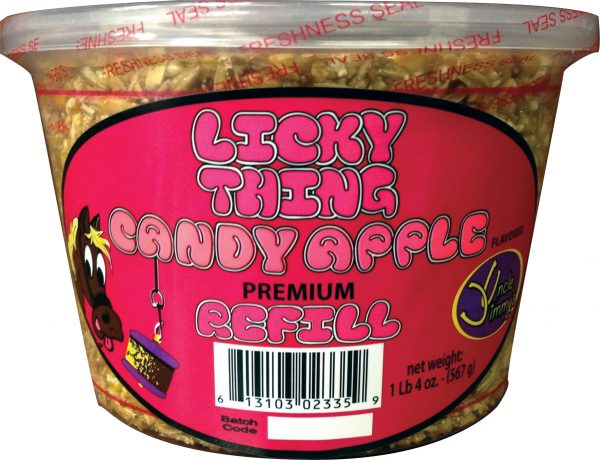 FRESHNESS SEAL
LICKY
THING
CANDY APPLE
FLAVORED
PREMIUM
REFILL
Uncle
Jimmy's
net weight:
1 Lb 4 oz. - (567 g)
6 13103 02335 9
Batch
Code